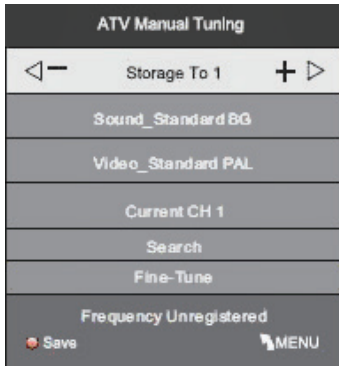 ATV Manual Tuning
Storage To 1
Sound_Standard BG
Video_Standard PAL
Current CH 1
Search
Fine-Tune
Frequency Unregistered
Save MENU